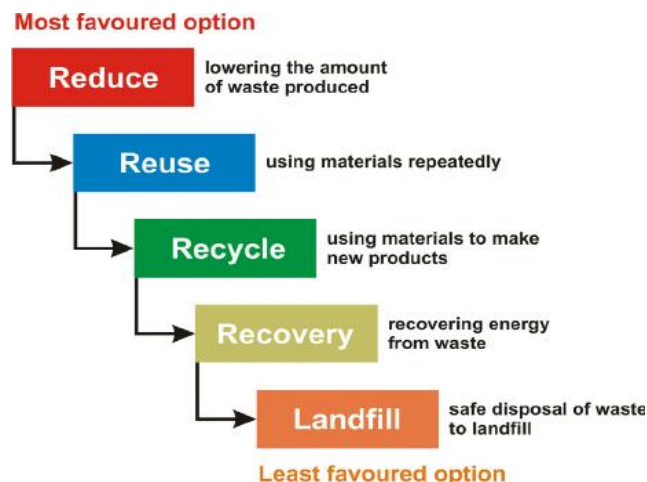 Most favoured option
Reduce
lowering the amount
of waste produced
Reuse
using materials repeatedly
Recycle
using materials to make
new products
Recovery
recovering energy
from waste
Landfill
safe disposal of waste
to landfill
Least favoured option